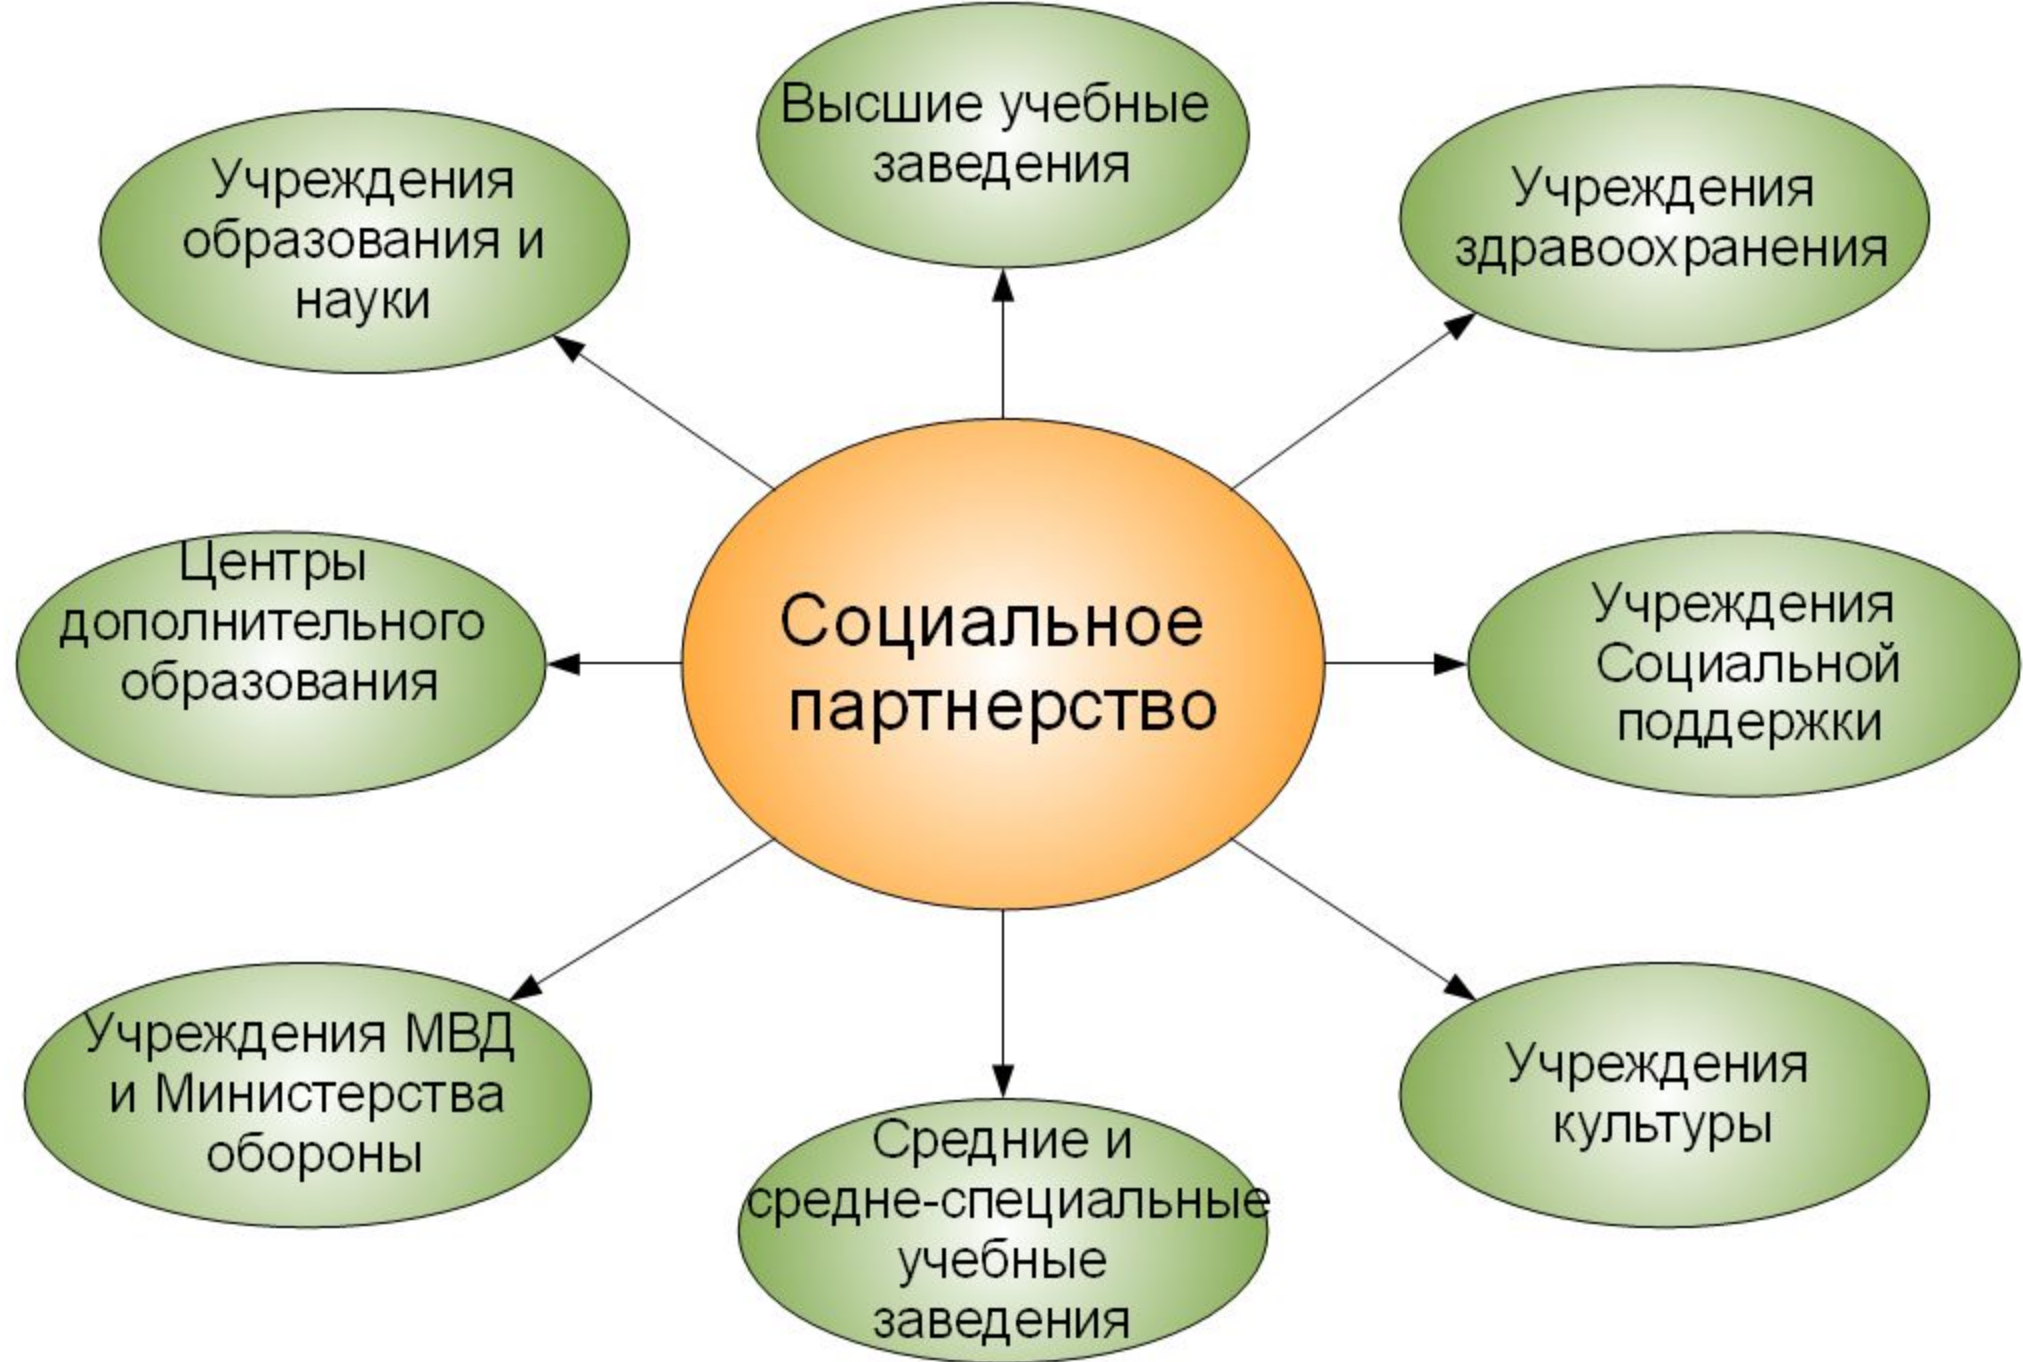 Высшие учебные
заведения
Учреждения
образования и
науки
Учреждения
здравоохранения
Центры
дополнительного
образования
Социальное
партнерство
Учреждения
Социальной
поддержки
Учреждения МВД
и Министерства
обороны
Средние и
средне-специальные
учебные
заведения
Учреждения
культуры